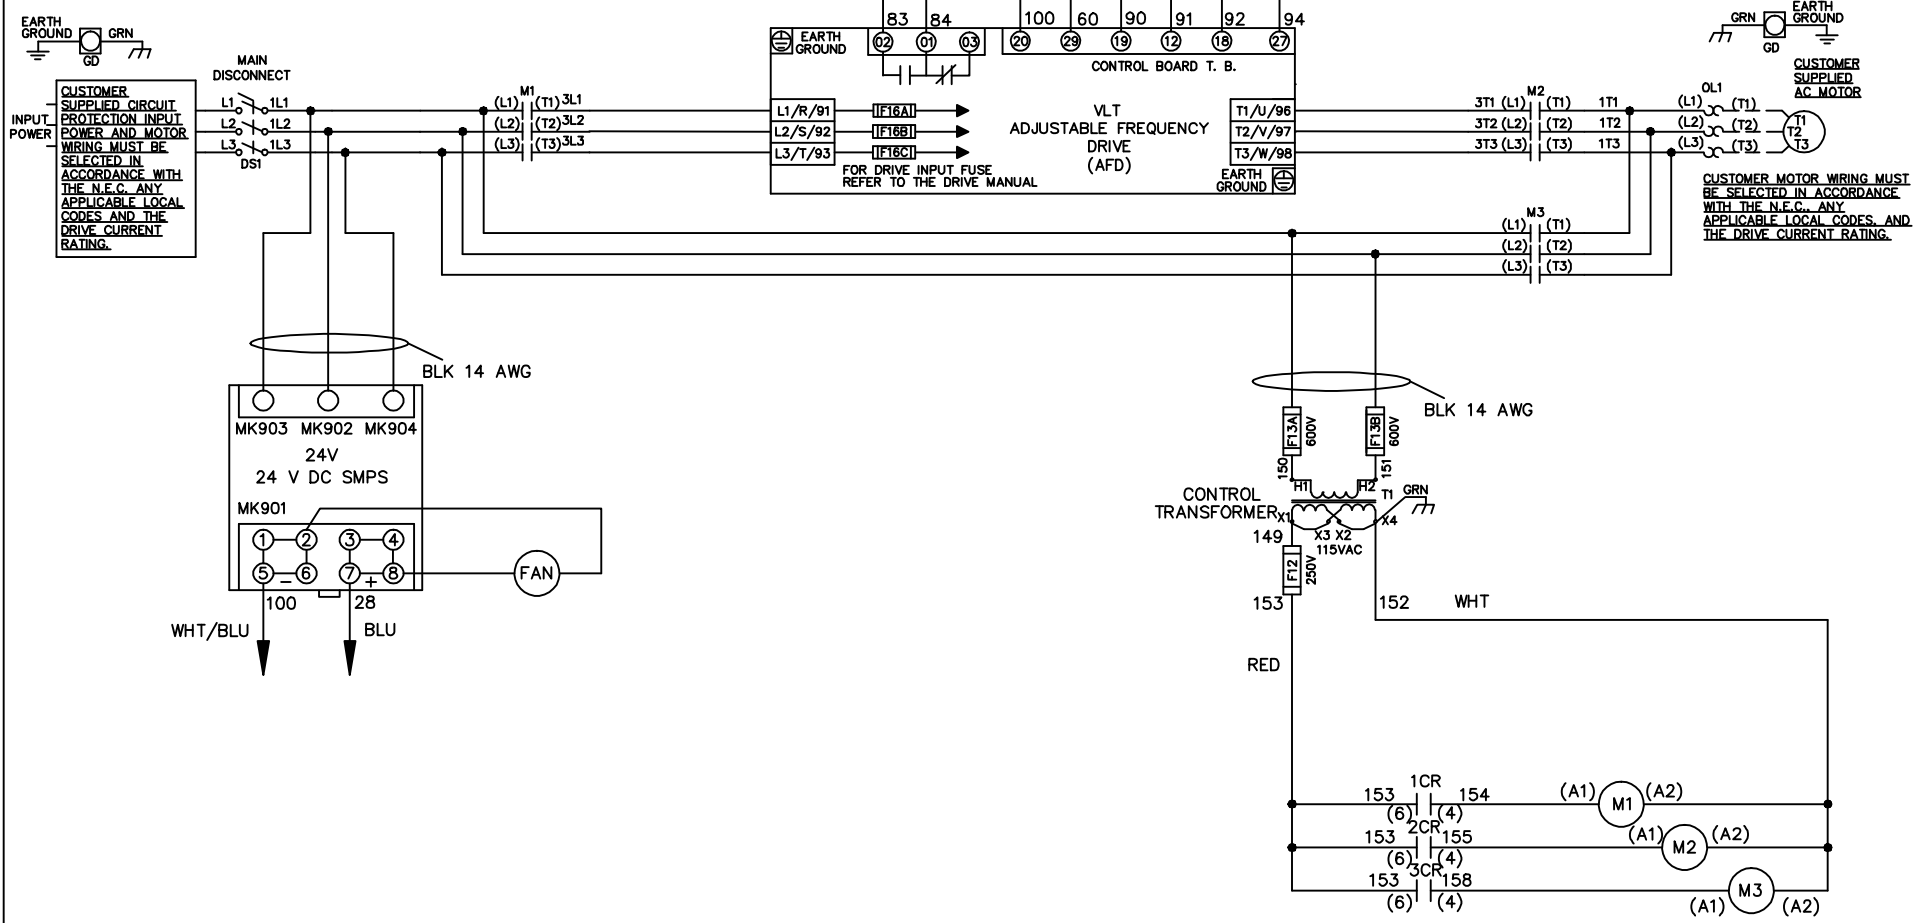 83 84 100 60 90 91 92 94
EARTH
GROUND
GRN
GD
02 01 03
20 29 19 12 18 27
EARTH
GROUND
CONTROL BOARD T. B.
GRN
EARTH
GROUND
GD
CUSTOMER
SUPPLIED
AC MOTOR
MAIN
DISCONNECT
INPUT
POWER
CUSTOMER
SUPPLIED CIRCUIT
PROTECTION INPUT
POWER AND MOTOR
WIRING MUST BE
SELECTED IN
ACCORDANCE WITH
THE N.E.C. ANY
APPLICABLE LOCAL
CODES AND THE
DRIVE CURRENT
RATING.
L1 1L1
L2 1L2
L3 1L3
DS1
M1
(L1) (T1) 3L1
(L2) (T2) 3L2
(L3) (T3) 3L3
L1/R/91
L2/S/92
L3/T/93
F16A
F16B
F16C
FOR DRIVE INPUT FUSE
REFER TO THE DRIVE MANUAL
VLT
ADJUSTABLE FREQUENCY
DRIVE
(AFD)
T1/U/96
T2/V/97
T3/W/98
EARTH
GROUND
M2
3T1 (L1) (T1) 1T1
3T2 (L2) (T2) 1T2
3T3 (L3) (T3) 1T3
OL1
(L1) (T1)
(L2) (T2)
(L3) (T3)
T1
T2
T3
CUSTOMER MOTOR WIRING MUST
BE SELECTED IN ACCORDANCE
WITH THE N.E.C., ANY
APPLICABLE LOCAL CODES, AND
THE DRIVE CURRENT RATING.
M3
(L1) (T1)
(L2) (T2)
(L3) (T3)
BLK 14 AWG
MK903 MK902 MK904
24V
24 V DC SMPS
MK901
1 2 3 4
5 - 6 7 + 8
FAN
100 28
WHT/BLU BLU
BLK 14 AWG
F13A 600V
F13B 600V
150 151
H1 H2
T1
GRN
CONTROL
TRANSFORMER
X1 X4
X3 X2
115VAC
149
F12 250V
153
152 WHT
RED
1CR
153 154 (A1) M1 (A2)
(6) (4)
2CR
153 155 (A1) M2 (A2)
(6) (4)
3CR
153 158 M3
(6) (4) (A1) (A2)